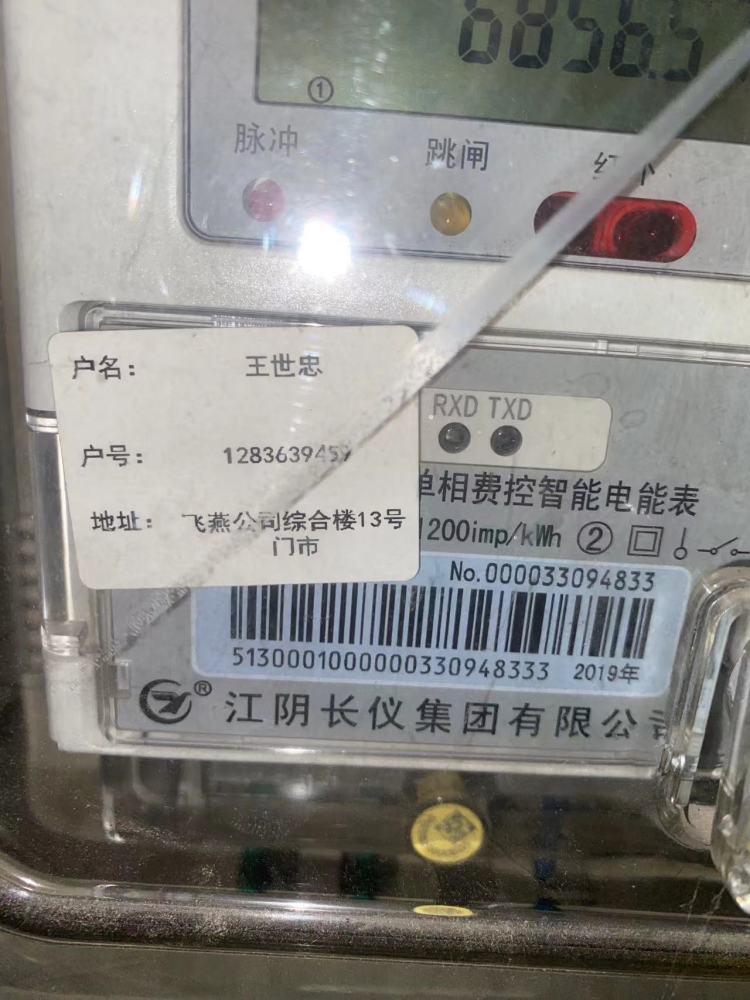 6856.5
①
脉冲
跳闸
红外
户名： 王世忠
RXD TXD
户号： 1283639459
单相费控智能电能表
地址： 飞燕公司综合楼13号
门市
1200imp/kWh ②
No.000033094833
5130001000000330948333 2019年
® 江阴长仪集团有限公司